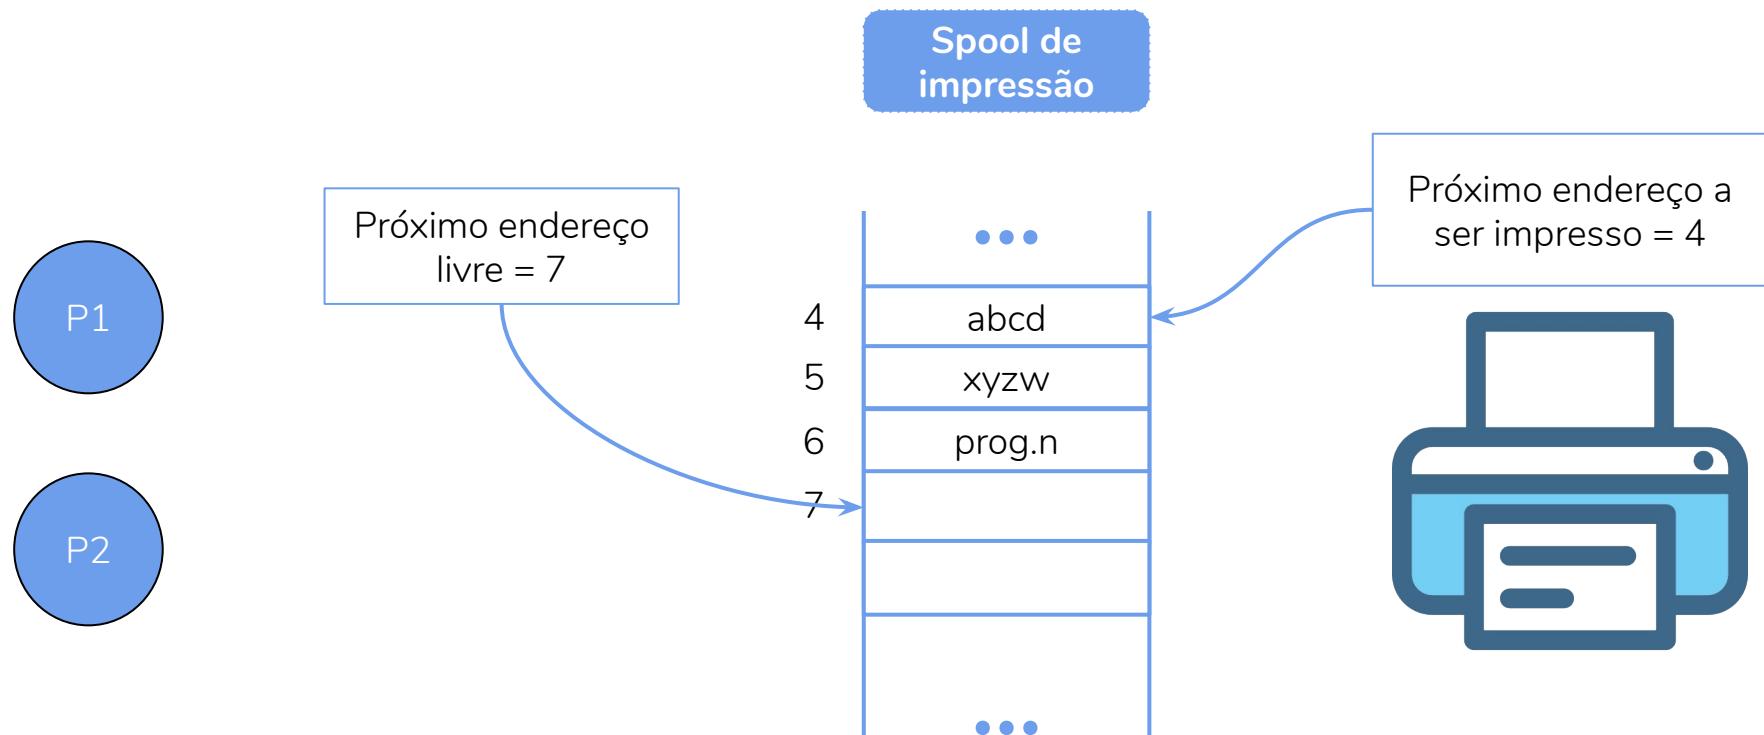 Spool de
impressão
Próximo endereço a
ser impresso = 4
Próximo endereço
livre = 7
P1
P2
4
abcd
5
xyzw
6
prog.n
7